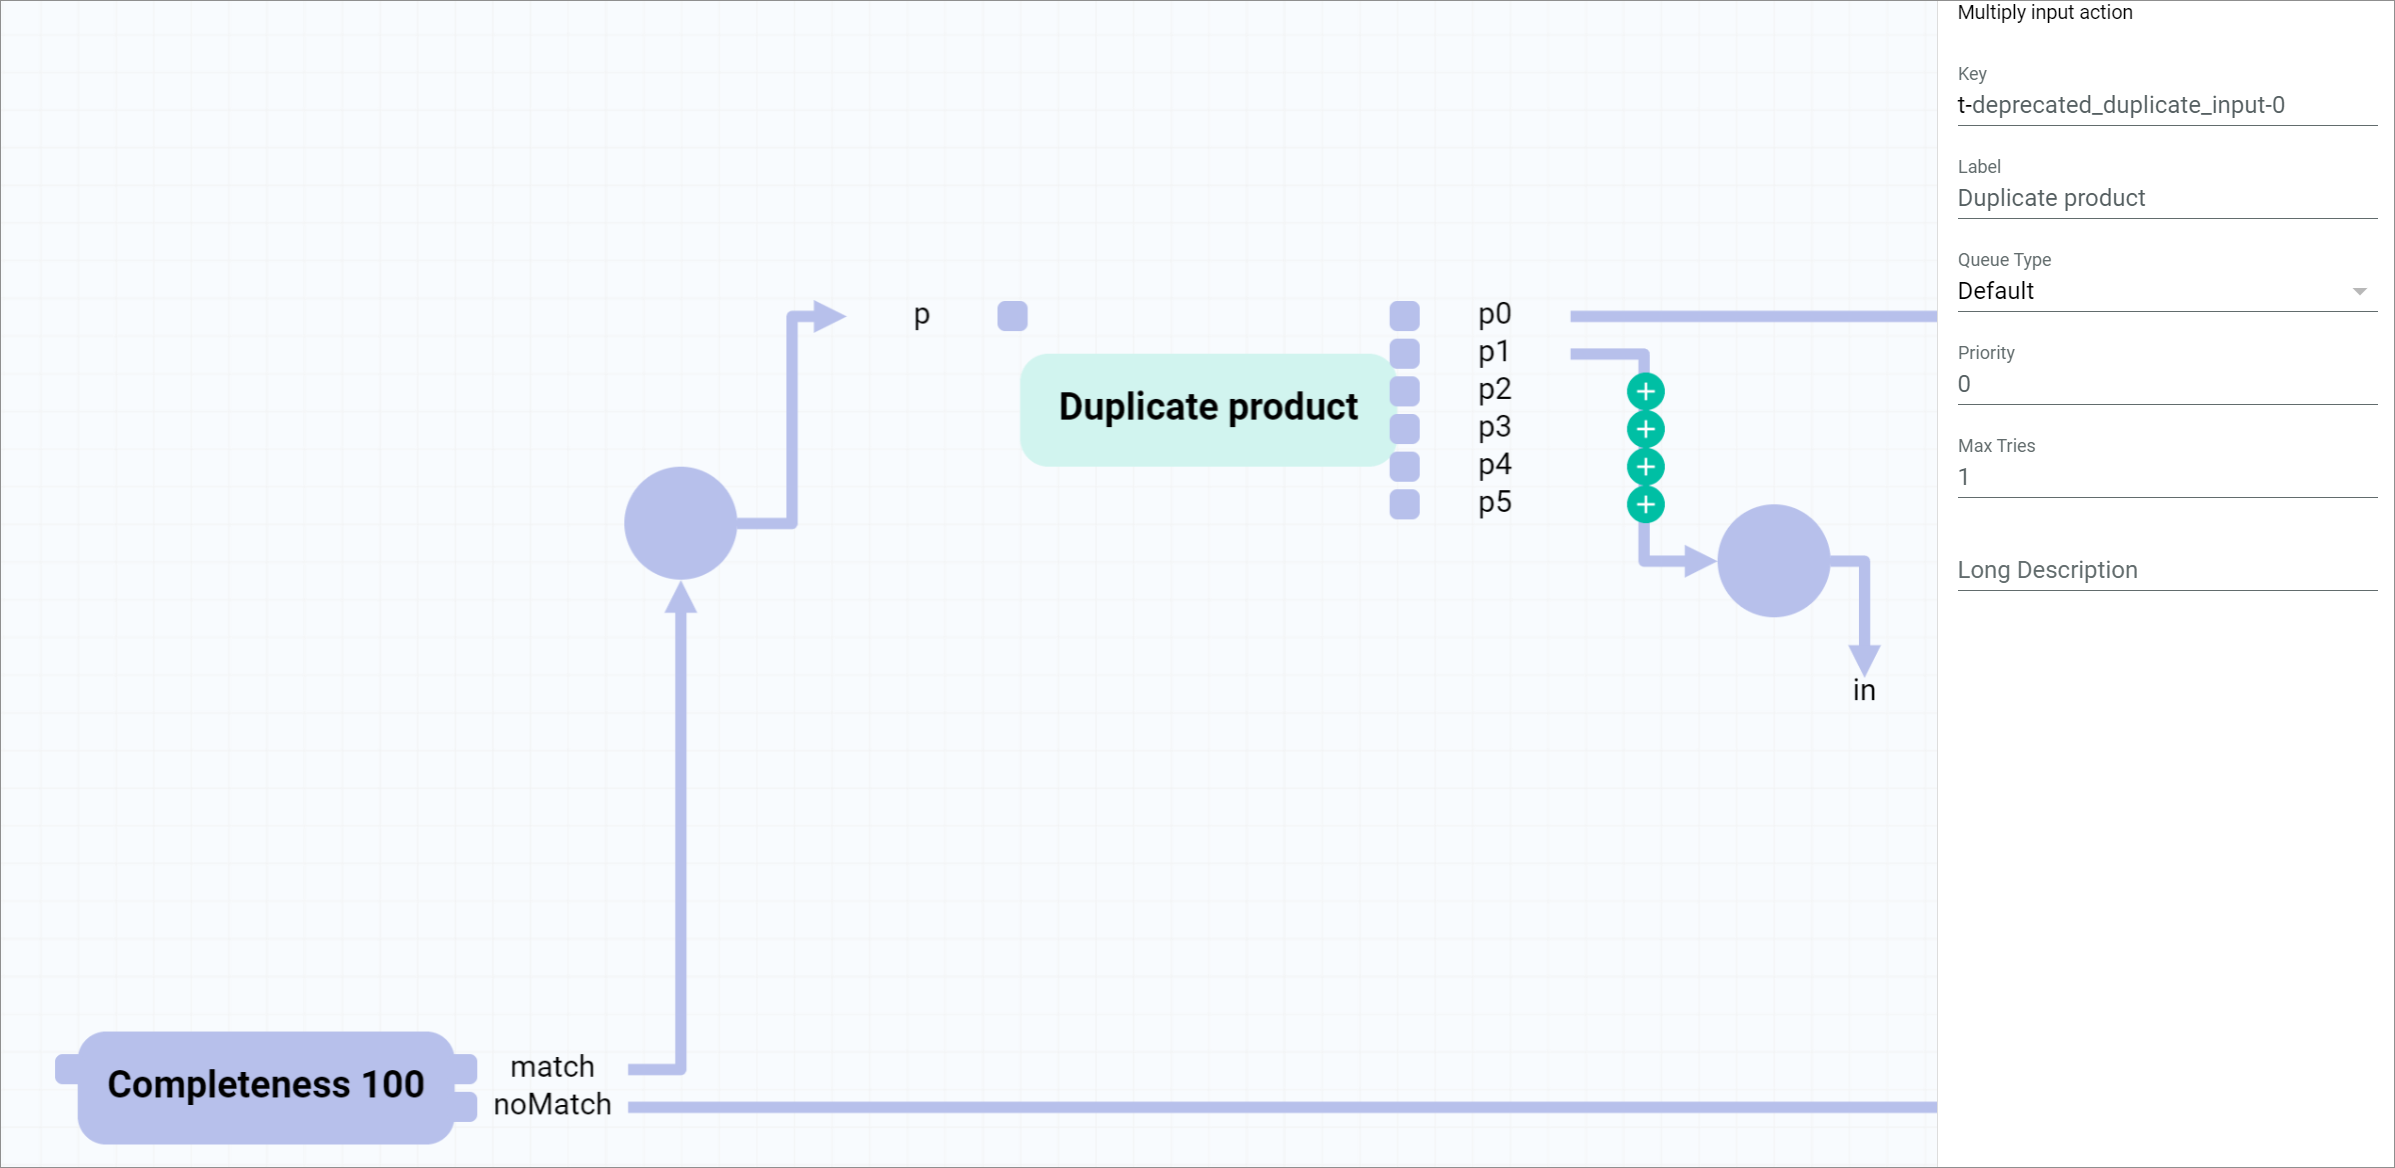 p
p0
p1
p2
p3
p4
p5
Duplicate product
in
Completeness 100
match
noMatch
Multiply input action
Key
t-deprecated_duplicate_input-0
Label
Duplicate product
Queue Type
Default
Priority
0
Max Tries
1
Long Description